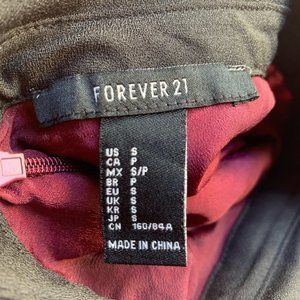 FOREVER 21
US S
CA P
MX S/P
BR P
EU S
UK S
KR S
JP S
CN 160/84A
MADE IN CHINA